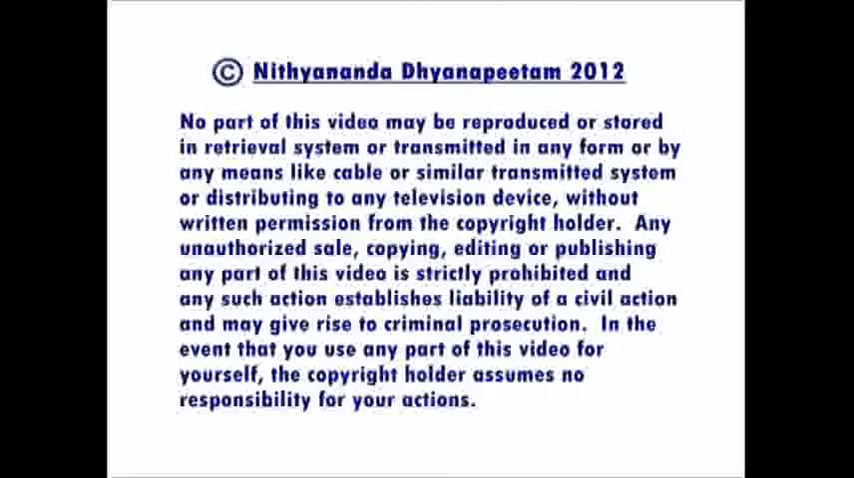 © Nithyananda Dhyanapeetam 2012
No part of this video may be reproduced or stored
in retrieval system or transmitted in any form or by
any means like cable or similar transmitted system
or distributing to any television device, without
written permission from the copyright holder. Any
unauthorized sale, copying, editing or publishing
any part of this video is strictly prohibited and
any such action establishes liability of a civil action
and may give rise to criminal prosecution. In the
event that you use any part of this video for
yourself, the copyright holder assumes no
responsibility for your actions.